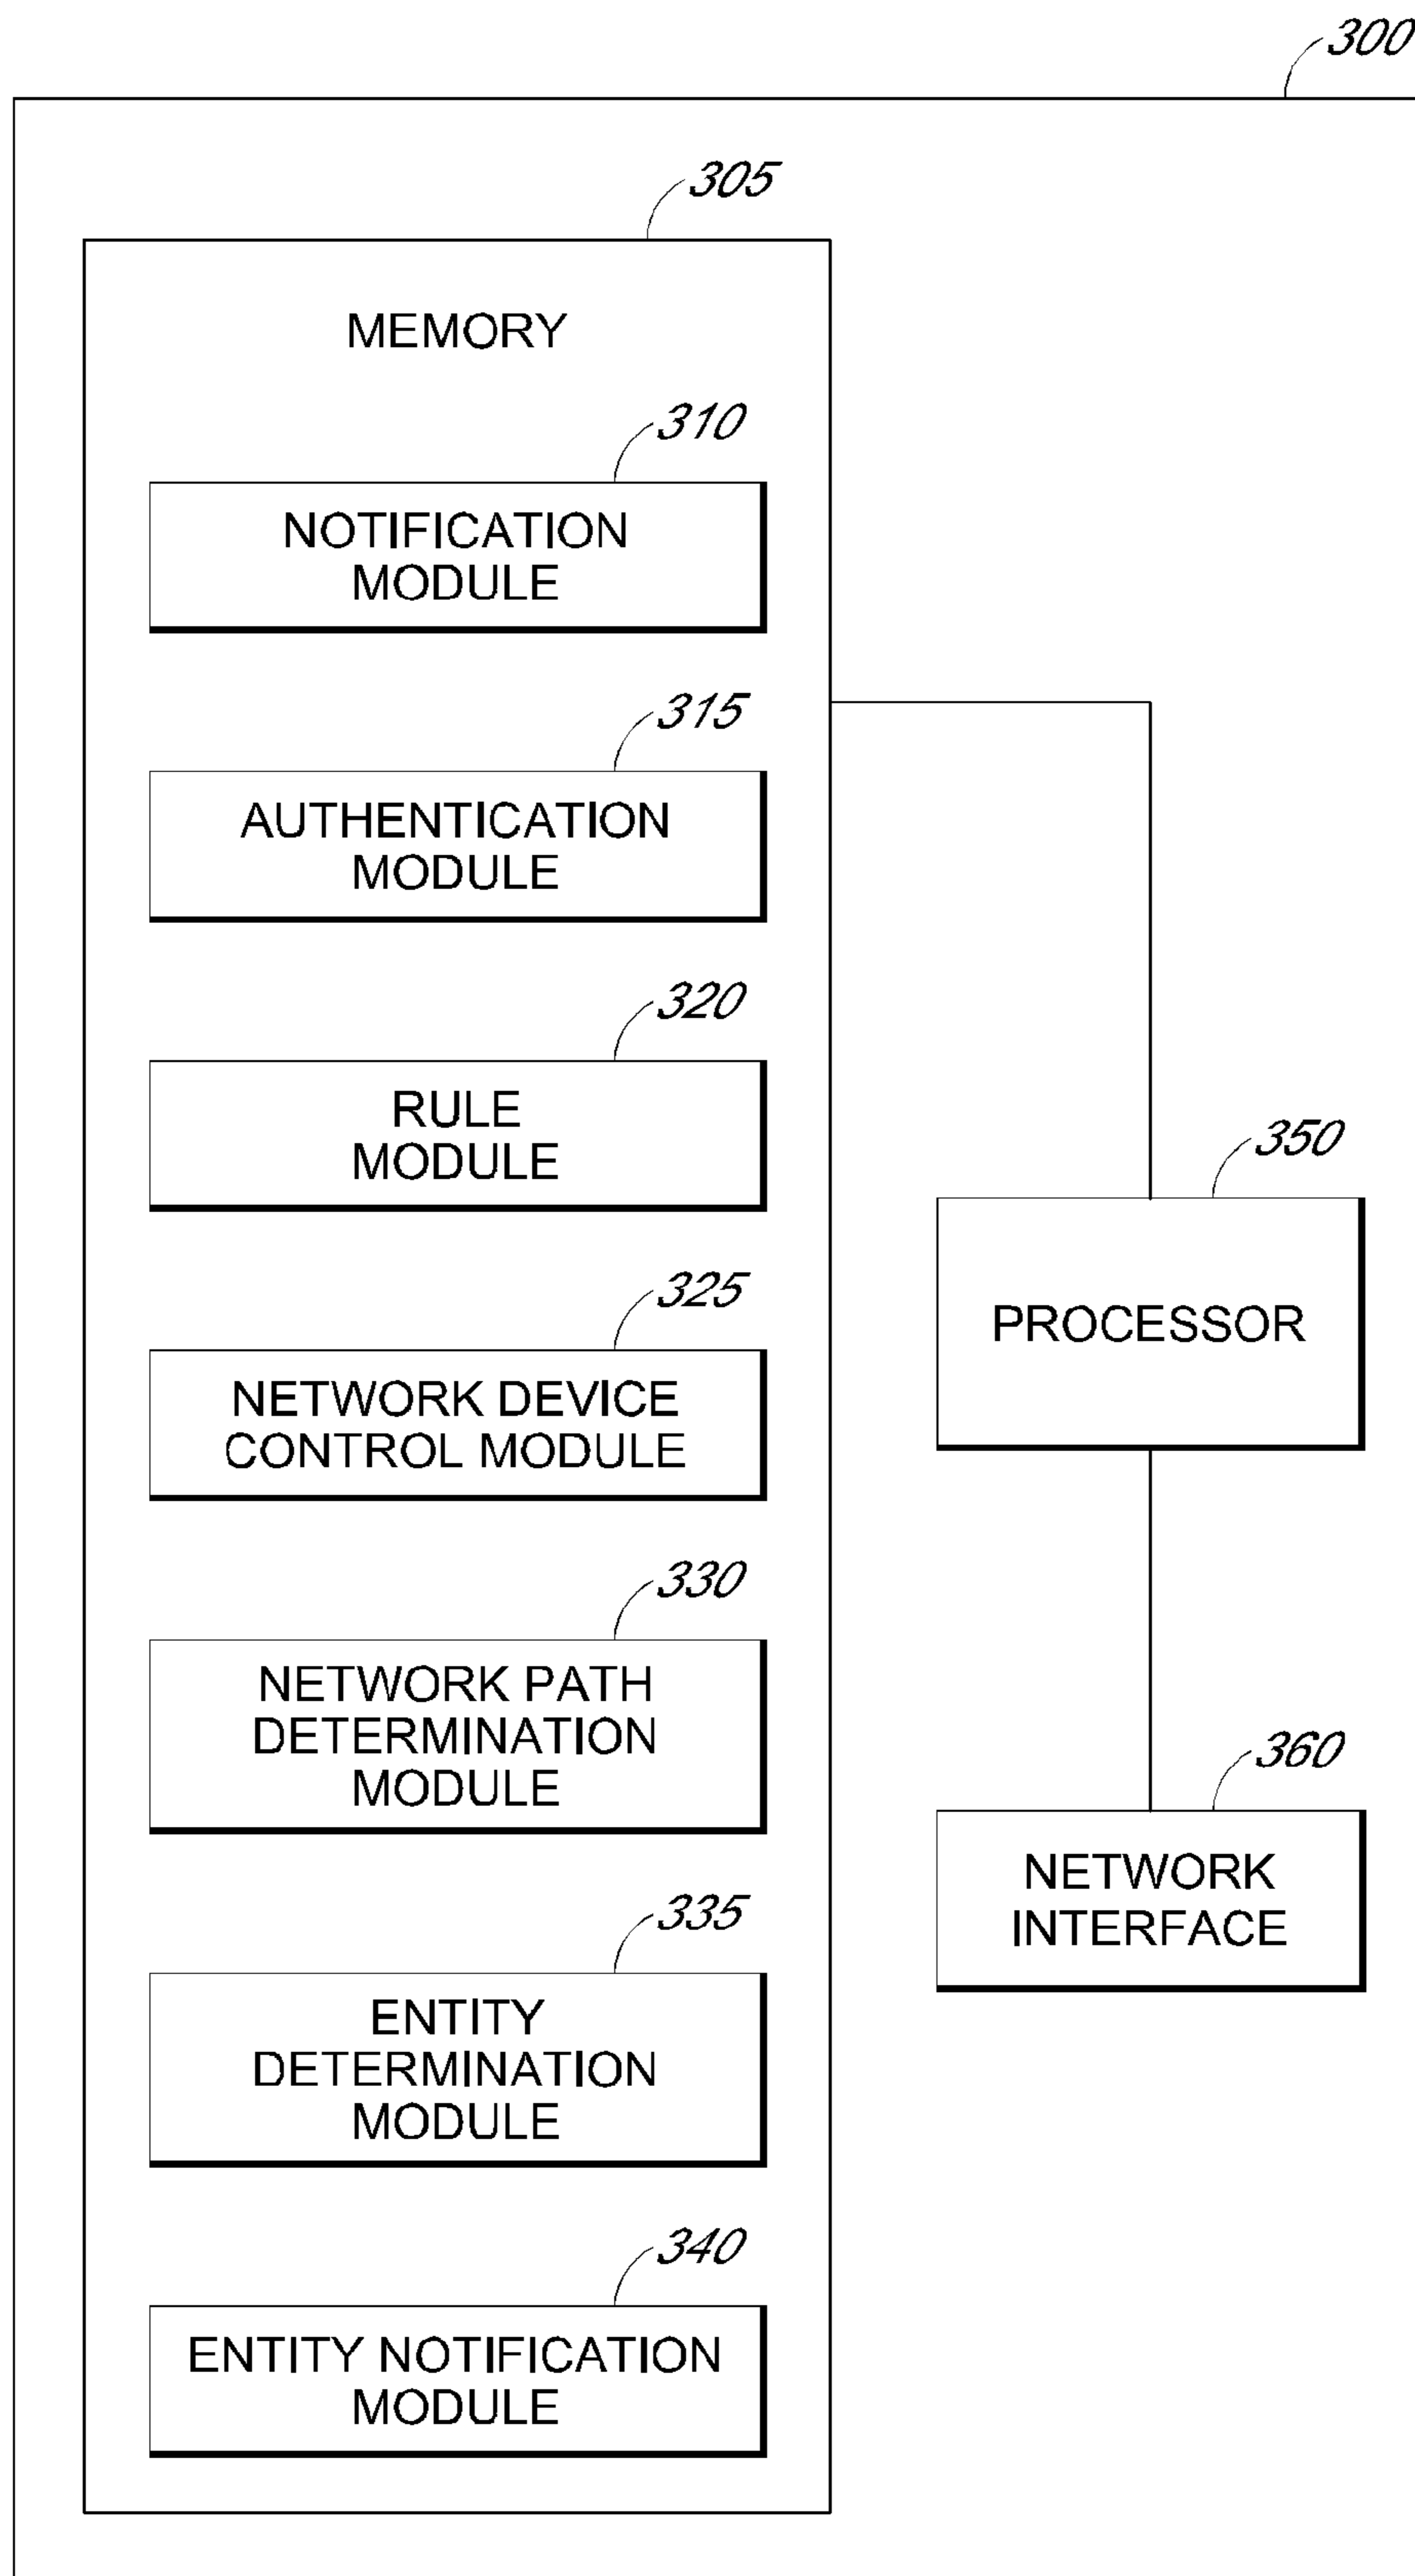 300
305
MEMORY
310
NOTIFICATION
MODULE
315
AUTHENTICATION
MODULE
320
RULE
MODULE
325
NETWORK DEVICE
CONTROL MODULE
330
NETWORK PATH
DETERMINATION
MODULE
335
ENTITY
DETERMINATION
MODULE
340
ENTITY NOTIFICATION
MODULE
350
PROCESSOR
360
NETWORK
INTERFACE